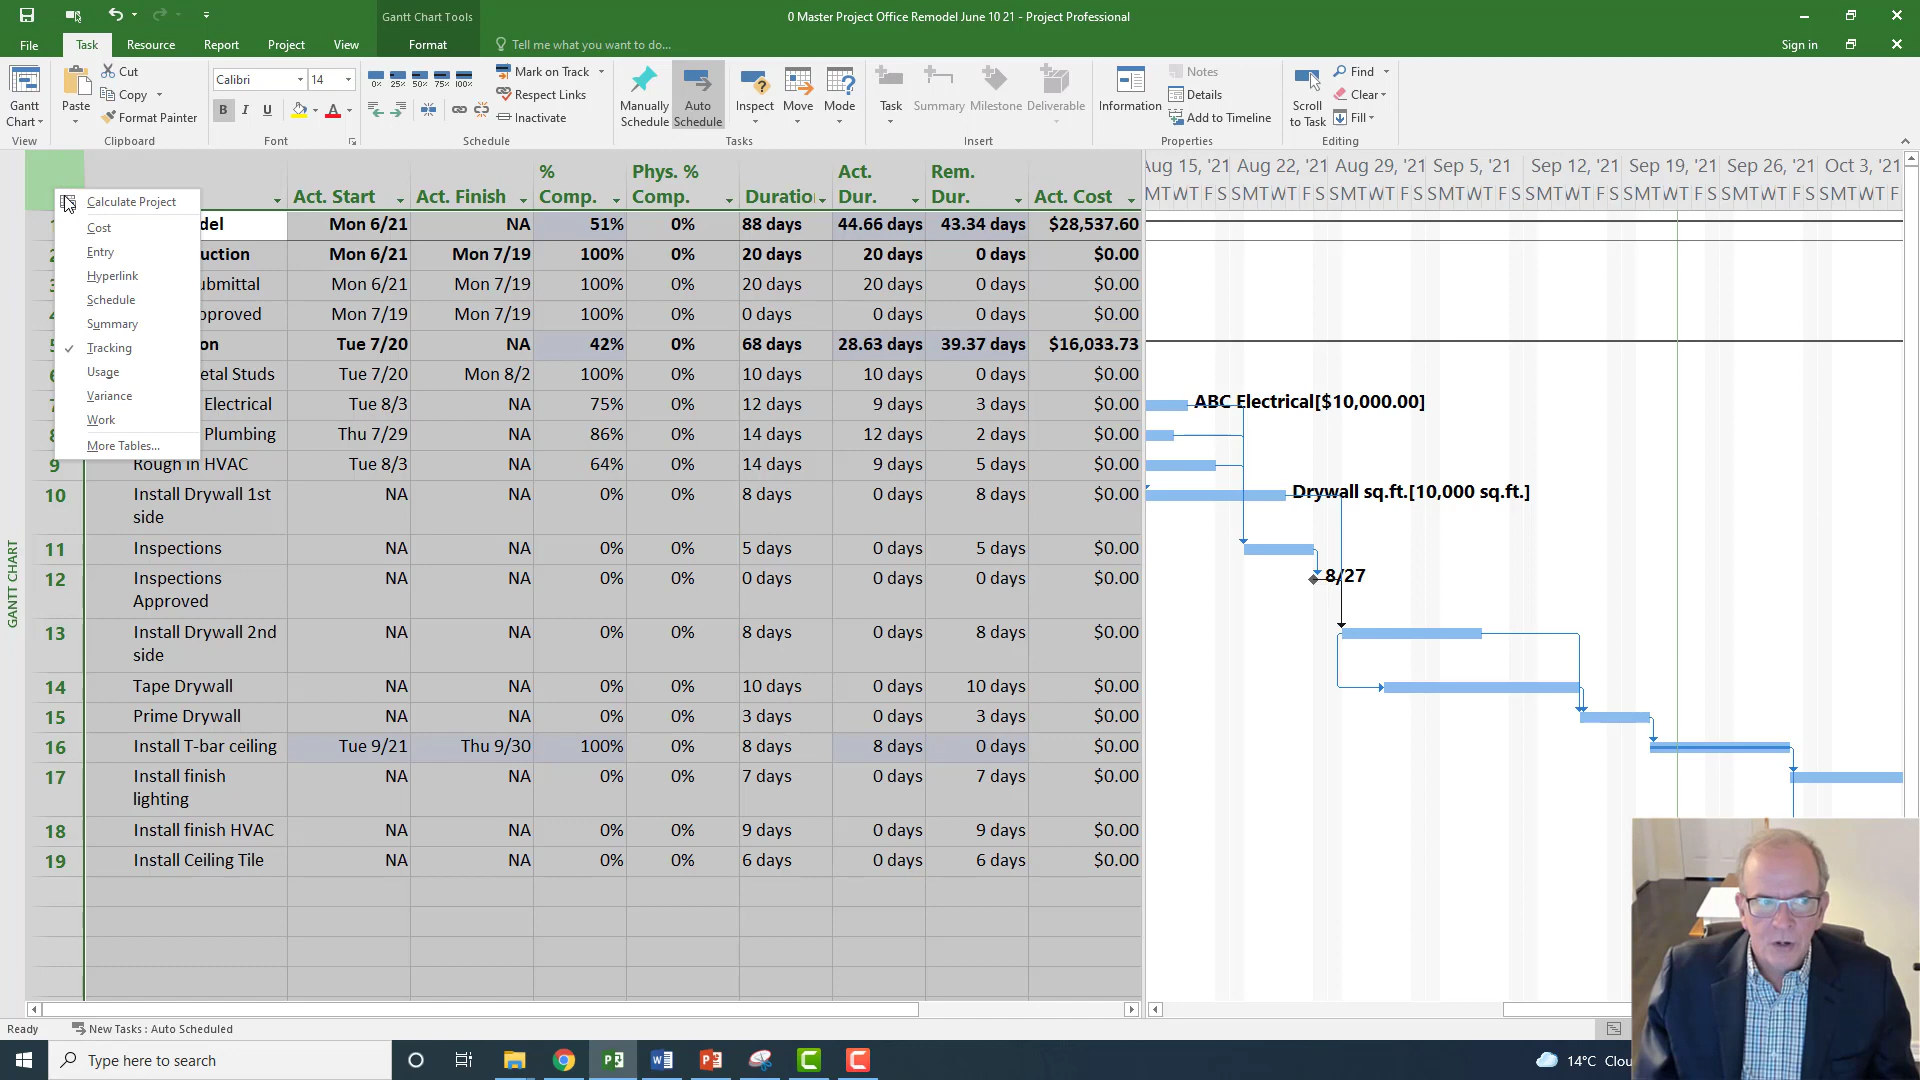 Gantt Chart Tools
0 Master Project Office Remodel June 10 21 - Project Professional
File Task Resource Report Project View Format Tell me what you want to do... Sign in
Gantt Chart
View
Paste
Cut
Copy
Format Painter
Clipboard
Calibri 14
B I U A
Font
0% 25% 50% 75% 100%
Mark on Track
Respect Links
Inactivate
Schedule
Manually Schedule
Auto Schedule
Inspect
Move
Mode
Tasks
Task
Summary
Milestone
Deliverable
Insert
Information
Notes
Details
Add to Timeline
Properties
Scroll to Task
Find
Clear
Fill
Editing
Act. Start Act. Finish % Comp. Phys. % Comp. Duratio Act. Dur. Rem. Dur. Act. Cost
Aug 15, '21 Aug 22, '21 Aug 29, '21 Sep 5, '21 Sep 12, '21 Sep 19, '21 Sep 26, '21 Oct 3, '21
SMTWT F S SMTWT F S SMTWT F S SMTWT F S SMTWT F S SMTWT F S SMTWT F S SMTWT F
Calculate Project
Cost
Entry
Hyperlink
Schedule
Summary
Tracking
Usage
Variance
Work
More Tables...
1 del Mon 6/21 NA 51% 0% 88 days 44.66 days 43.34 days $28,537.60
2 uction Mon 6/21 Mon 7/19 100% 0% 20 days 20 days 0 days $0.00
3 ubmittal Mon 6/21 Mon 7/19 100% 0% 20 days 20 days 0 days $0.00
4 pproved Mon 7/19 Mon 7/19 100% 0% 0 days 0 days 0 days $0.00
5 on Tue 7/20 NA 42% 0% 68 days 28.63 days 39.37 days $16,033.73
6 etal Studs Tue 7/20 Mon 8/2 100% 0% 10 days 10 days 0 days $0.00
7 Electrical Tue 8/3 NA 75% 0% 12 days 9 days 3 days $0.00
8 Plumbing Thu 7/29 NA 86% 0% 14 days 12 days 2 days $0.00
9 Rough in HVAC Tue 8/3 NA 64% 0% 14 days 9 days 5 days $0.00
10 Install Drywall 1st side NA NA 0% 0% 8 days 0 days 8 days $0.00
11 Inspections NA NA 0% 0% 5 days 0 days 5 days $0.00
12 Inspections Approved NA NA 0% 0% 0 days 0 days 0 days $0.00
13 Install Drywall 2nd side NA NA 0% 0% 8 days 0 days 8 days $0.00
14 Tape Drywall NA NA 0% 0% 10 days 0 days 10 days $0.00
15 Prime Drywall NA NA 0% 0% 3 days 0 days 3 days $0.00
16 Install T-bar ceiling Tue 9/21 Thu 9/30 100% 0% 8 days 8 days 0 days $0.00
17 Install finish lighting NA NA 0% 0% 7 days 0 days 7 days $0.00
18 Install finish HVAC NA NA 0% 0% 9 days 0 days 9 days $0.00
19 Install Ceiling Tile NA NA 0% 0% 6 days 0 days 6 days $0.00
ABC Electrical[$10,000.00]
Drywall sq.ft.[10,000 sq.ft.]
8/27
GANTT CHART
Ready New Tasks : Auto Scheduled
Type here to search
14°C Clou